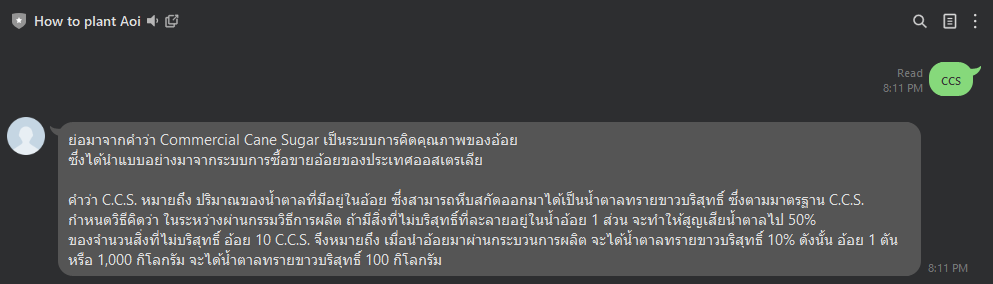 How to plant Aoi
Read
8:11 PM
ccs
ย่อมาจากคำว่า Commercial Cane Sugar เป็นระบบการคิดคุณภาพของอ้อย
ซึ่งได้นำแบบอย่างมาจากระบบการซื้อขายอ้อยของประเทศออสเตรเลีย
คำว่า C.C.S. หมายถึง ปริมาณของน้ำตาลที่มีอยู่ในอ้อย ซึ่งสามารถหีบสกัดออกมาได้เป็นน้ำตาลทรายขาวบริสุทธิ์ ซึ่งตามมาตรฐาน C.C.S.
กำหนดวิธีคิดว่า ในระหว่างผ่านกรรมวิธีการผลิต ถ้ามีสิ่งที่ไม่บริสุทธิ์ที่ละลายอยู่ในน้ำอ้อย 1 ส่วน จะทำให้สูญเสียน้ำตาลไป 50%
ของจำนวนสิ่งที่ไม่บริสุทธิ์ อ้อย 10 C.C.S. จึงหมายถึง เมื่อนำอ้อยมาผ่านกระบวนการผลิต จะได้น้ำตาลทรายขาวบริสุทธิ์ 10% ดังนั้น อ้อย 1 ตัน
หรือ 1,000 กิโลกรัม จะได้น้ำตาลทรายขาวบริสุทธิ์ 100 กิโลกรัม
8:11 PM